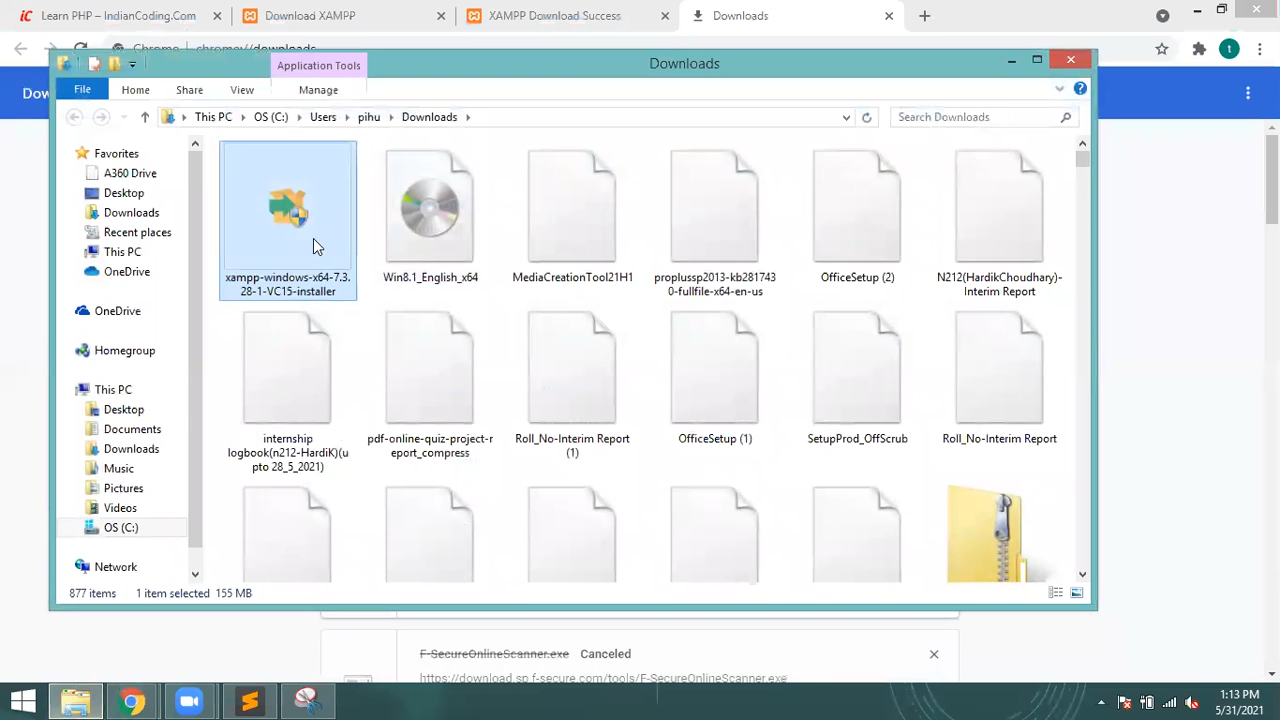 Learn PHP — IndianCoding.Com
Download XAMPP
XAMPP Download Success
Downloads
Chrome
chrome://downloads
Application Tools
Downloads
File
Home
Share
View
Manage
This PC
OS (C:)
Users
pihu
Downloads
Search Downloads
Favorites
A360 Drive
Desktop
Downloads
Recent places
This PC
OneDrive
OneDrive
Homegroup
This PC
Desktop
Documents
Downloads
Music
Pictures
Videos
OS (C:)
Network
xampp-windows-x64-7.3.
28-1-VC15-installer
Win8.1_English_x64
MediaCreationTool21H1
proplussp2013-kb281743
0-fullfile-x64-en-us
OfficeSetup (2)
N212(HardikChoudhary)-
Interim Report
internship
logbook(n212-HardiK)(u
pto 28_5_2021)
pdf-online-quiz-project-r
eport_compress
Roll_No-Interim Report
(1)
OfficeSetup (1)
SetupProd_OffScrub
Roll_No-Interim Report
877 items
1 item selected 155 MB
F-SecureOnlineScanner.exe
Canceled
https://download.sp.f-secure.com/tools/F-SecureOnlineScanner.exe
1:13 PM
5/31/2021